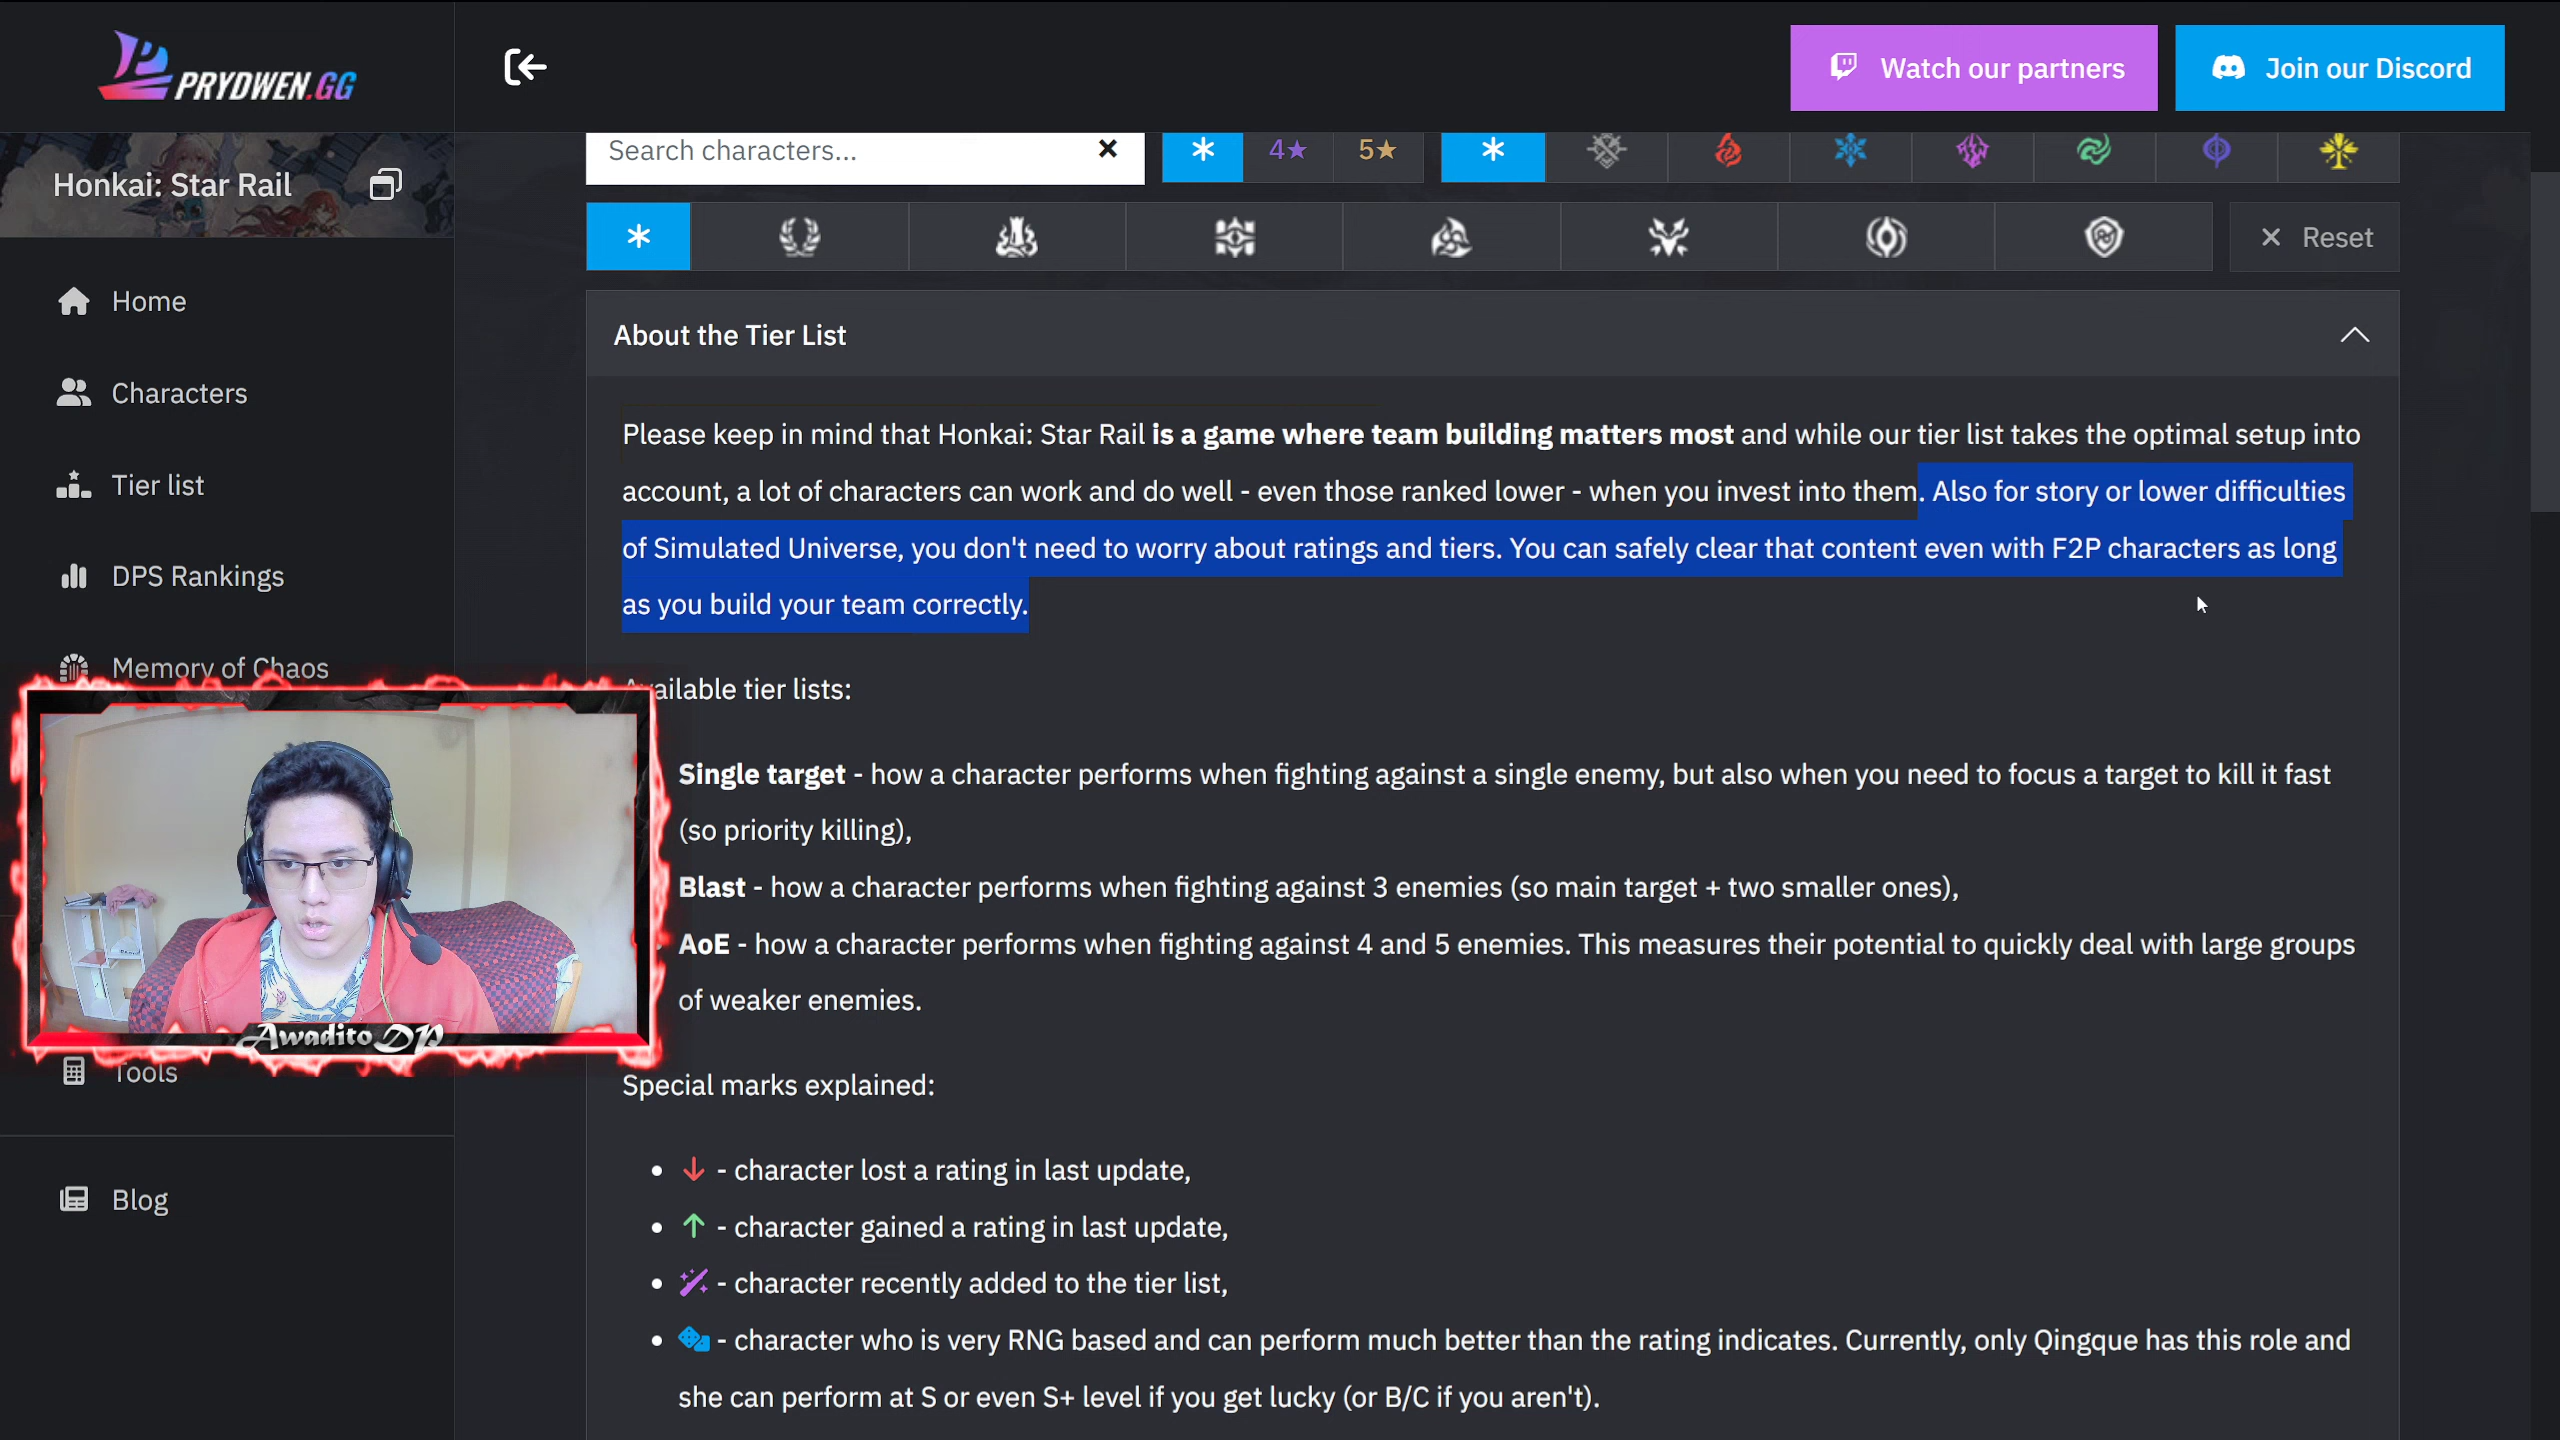 PRYDWEN.GG
Watch our partners
Join our Discord
Honkai: Star Rail
Search characters...
4★
5★
Reset
Home
Characters
Tier list
DPS Rankings
Memory of Chaos
Tools
Blog
About the Tier List
Please keep in mind that Honkai: Star Rail is a game where team building matters most and while our tier list takes the optimal setup into
account, a lot of characters can work and do well - even those ranked lower - when you invest into them. Also for story or lower difficulties
of Simulated Universe, you don't need to worry about ratings and tiers. You can safely clear that content even with F2P characters as long
as you build your team correctly.
Available tier lists:
Single target - how a character performs when fighting against a single enemy, but also when you need to focus a target to kill it fast
(so priority killing),
Blast - how a character performs when fighting against 3 enemies (so main target + two smaller ones),
AoE - how a character performs when fighting against 4 and 5 enemies. This measures their potential to quickly deal with large groups
of weaker enemies.
Special marks explained:
- character lost a rating in last update,
- character gained a rating in last update,
- character recently added to the tier list,
- character who is very RNG based and can perform much better than the rating indicates. Currently, only Qingque has this role and
she can perform at S or even S+ level if you get lucky (or B/C if you aren't).
Awadito DP